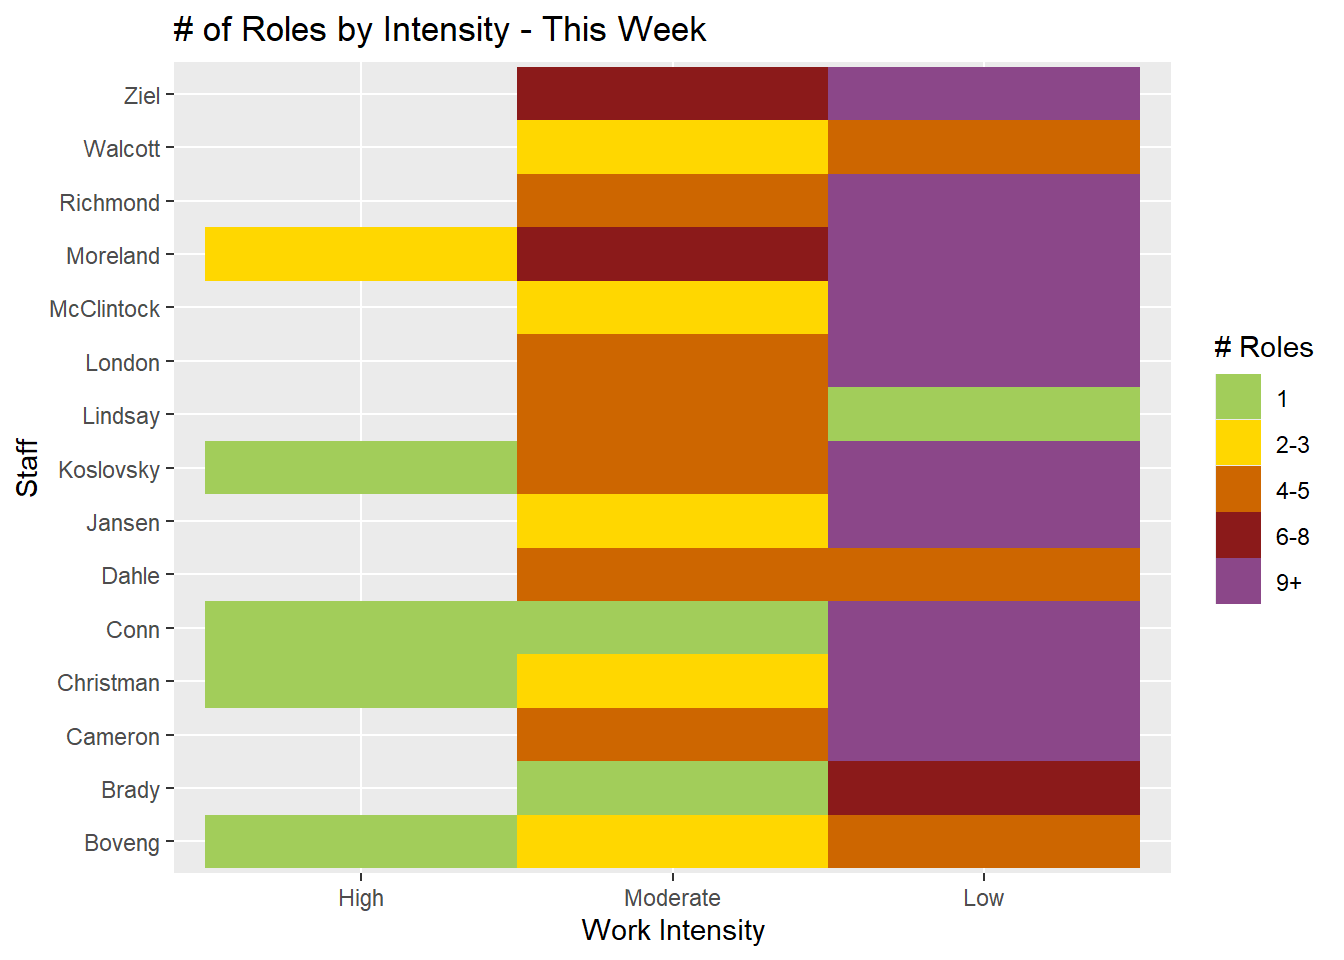 # of Roles by Intensity - This Week
Ziel
Walcott
Richmond
Moreland
McClintock
London
Lindsay
Koslovsky
Jansen
Dahle
Conn
Christman
Cameron
Brady
Boveng
Staff
High
Moderate
Low
Work Intensity
# Roles
1
2-3
4-5
6-8
9+